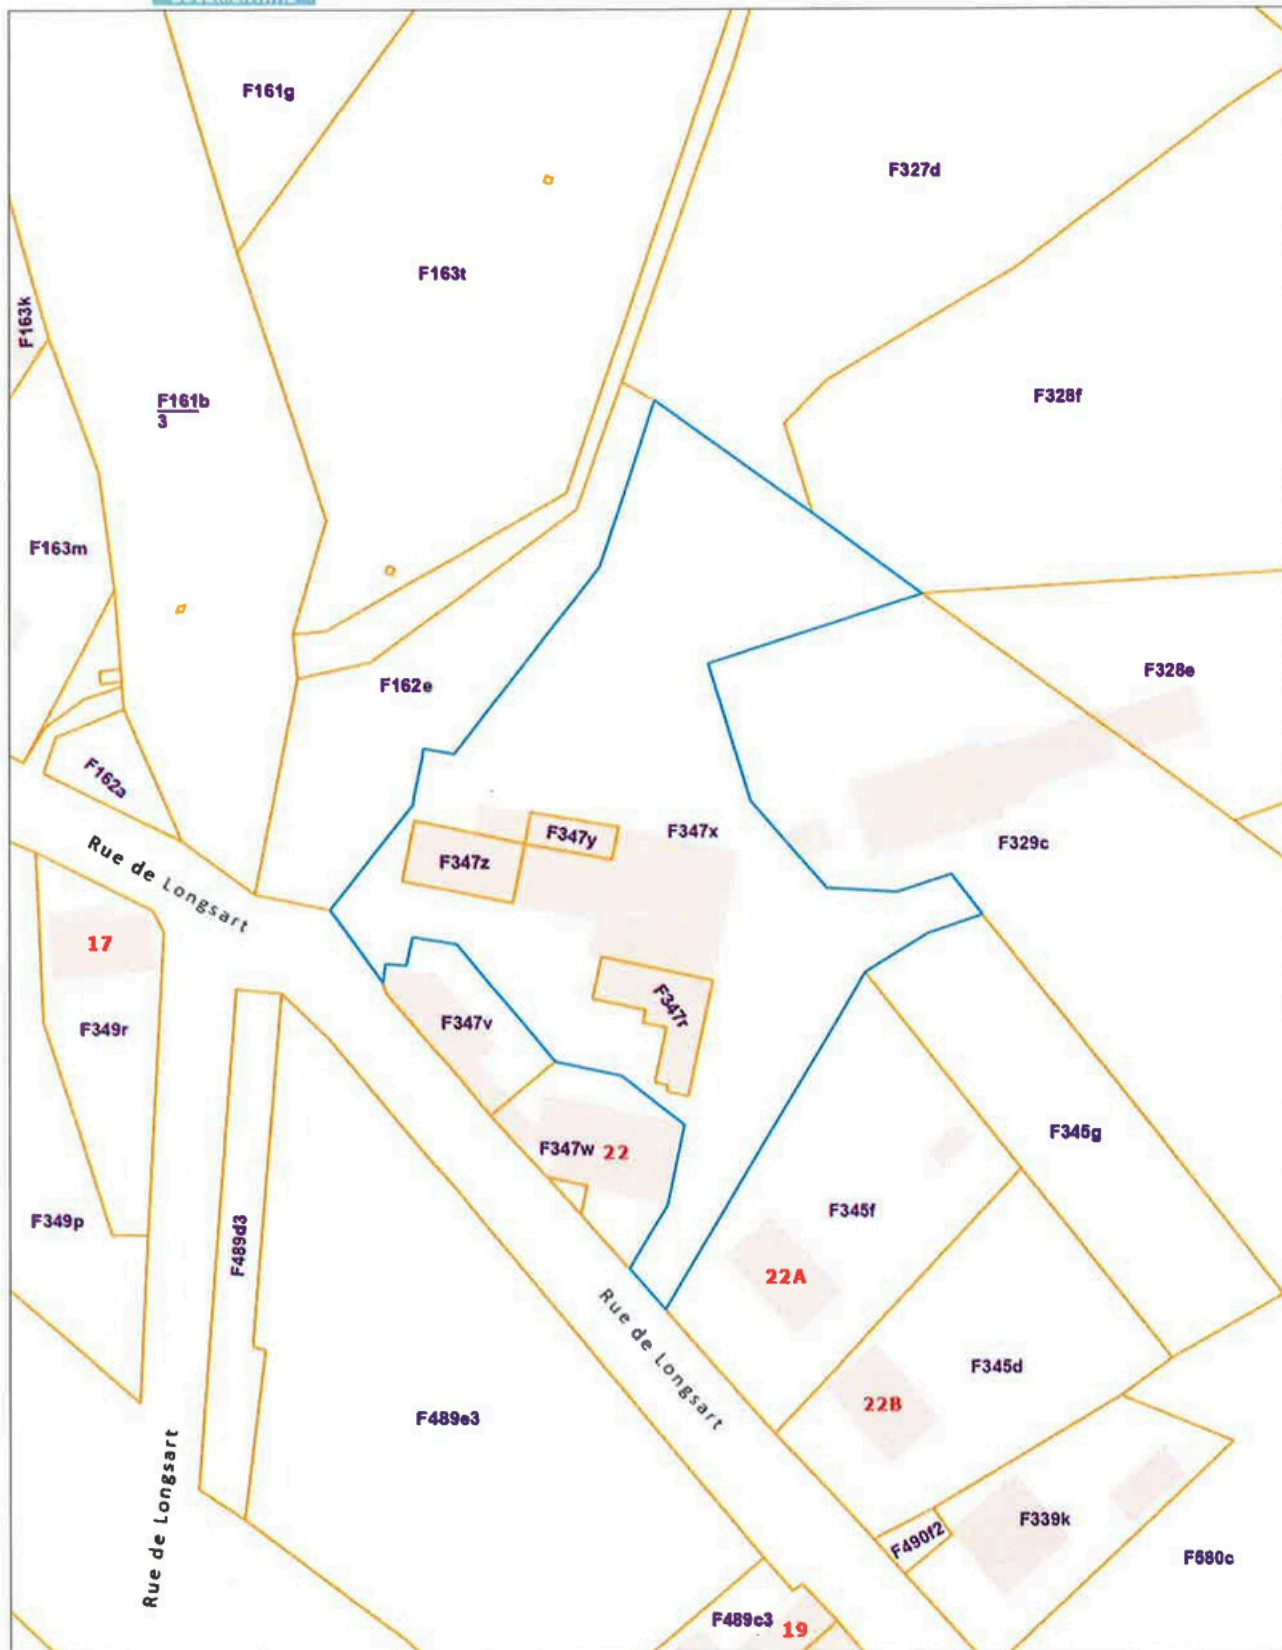 F161g
F327d
F163t
F163k
F328f
F161b
3
F163m
F328e
F162e
F162a
F347y
F347x
F347z
F329c
Rue de Longsart
17
F347r
F347v
F349r
F347w 22
F345g
F345f
F349p
F489d3
22A
Rue de Longsart
F345d
22B
F489e3
F339k
F490f2
Rue de Longsart
F680c
F489c3 19